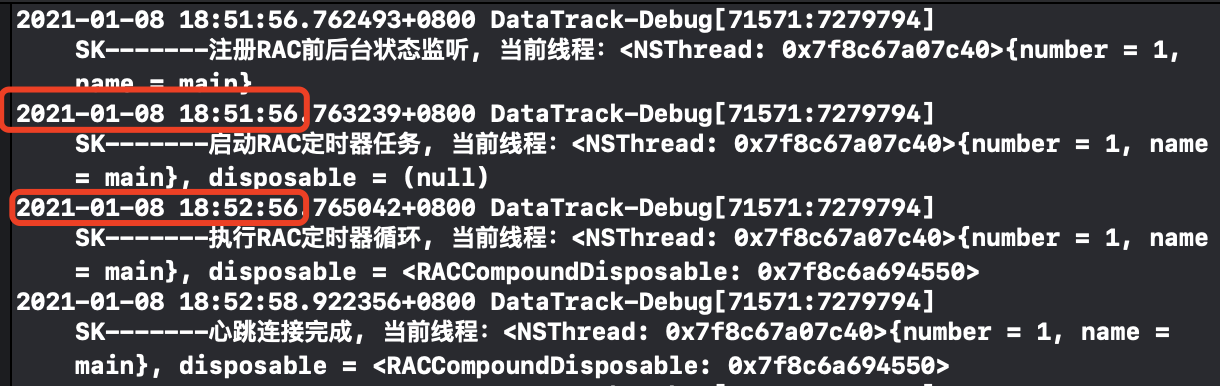 2021-01-08 18:51:56.762493+0800 DataTrack-Debug[71571:7279794]
SK-------注册RAC前后台状态监听, 当前线程: <NSThread: 0x7f8c67a07c40>{number = 1,
name = main}
2021-01-08 18:51:56.763239+0800 DataTrack-Debug[71571:7279794]
SK-------启动RAC定时器任务, 当前线程: <NSThread: 0x7f8c67a07c40>{number = 1, name
= main}, disposable = (null)
2021-01-08 18:52:56.765042+0800 DataTrack-Debug[71571:7279794]
SK-------执行RAC定时器循环, 当前线程: <NSThread: 0x7f8c67a07c40>{number = 1, name
= main}, disposable = <RACCompoundDisposable: 0x7f8c6a694550>
2021-01-08 18:52:58.922356+0800 DataTrack-Debug[71571:7279794]
SK-------心跳连接完成, 当前线程: <NSThread: 0x7f8c67a07c40>{number = 1, name =
main}, disposable = <RACCompoundDisposable: 0x7f8c6a694550>